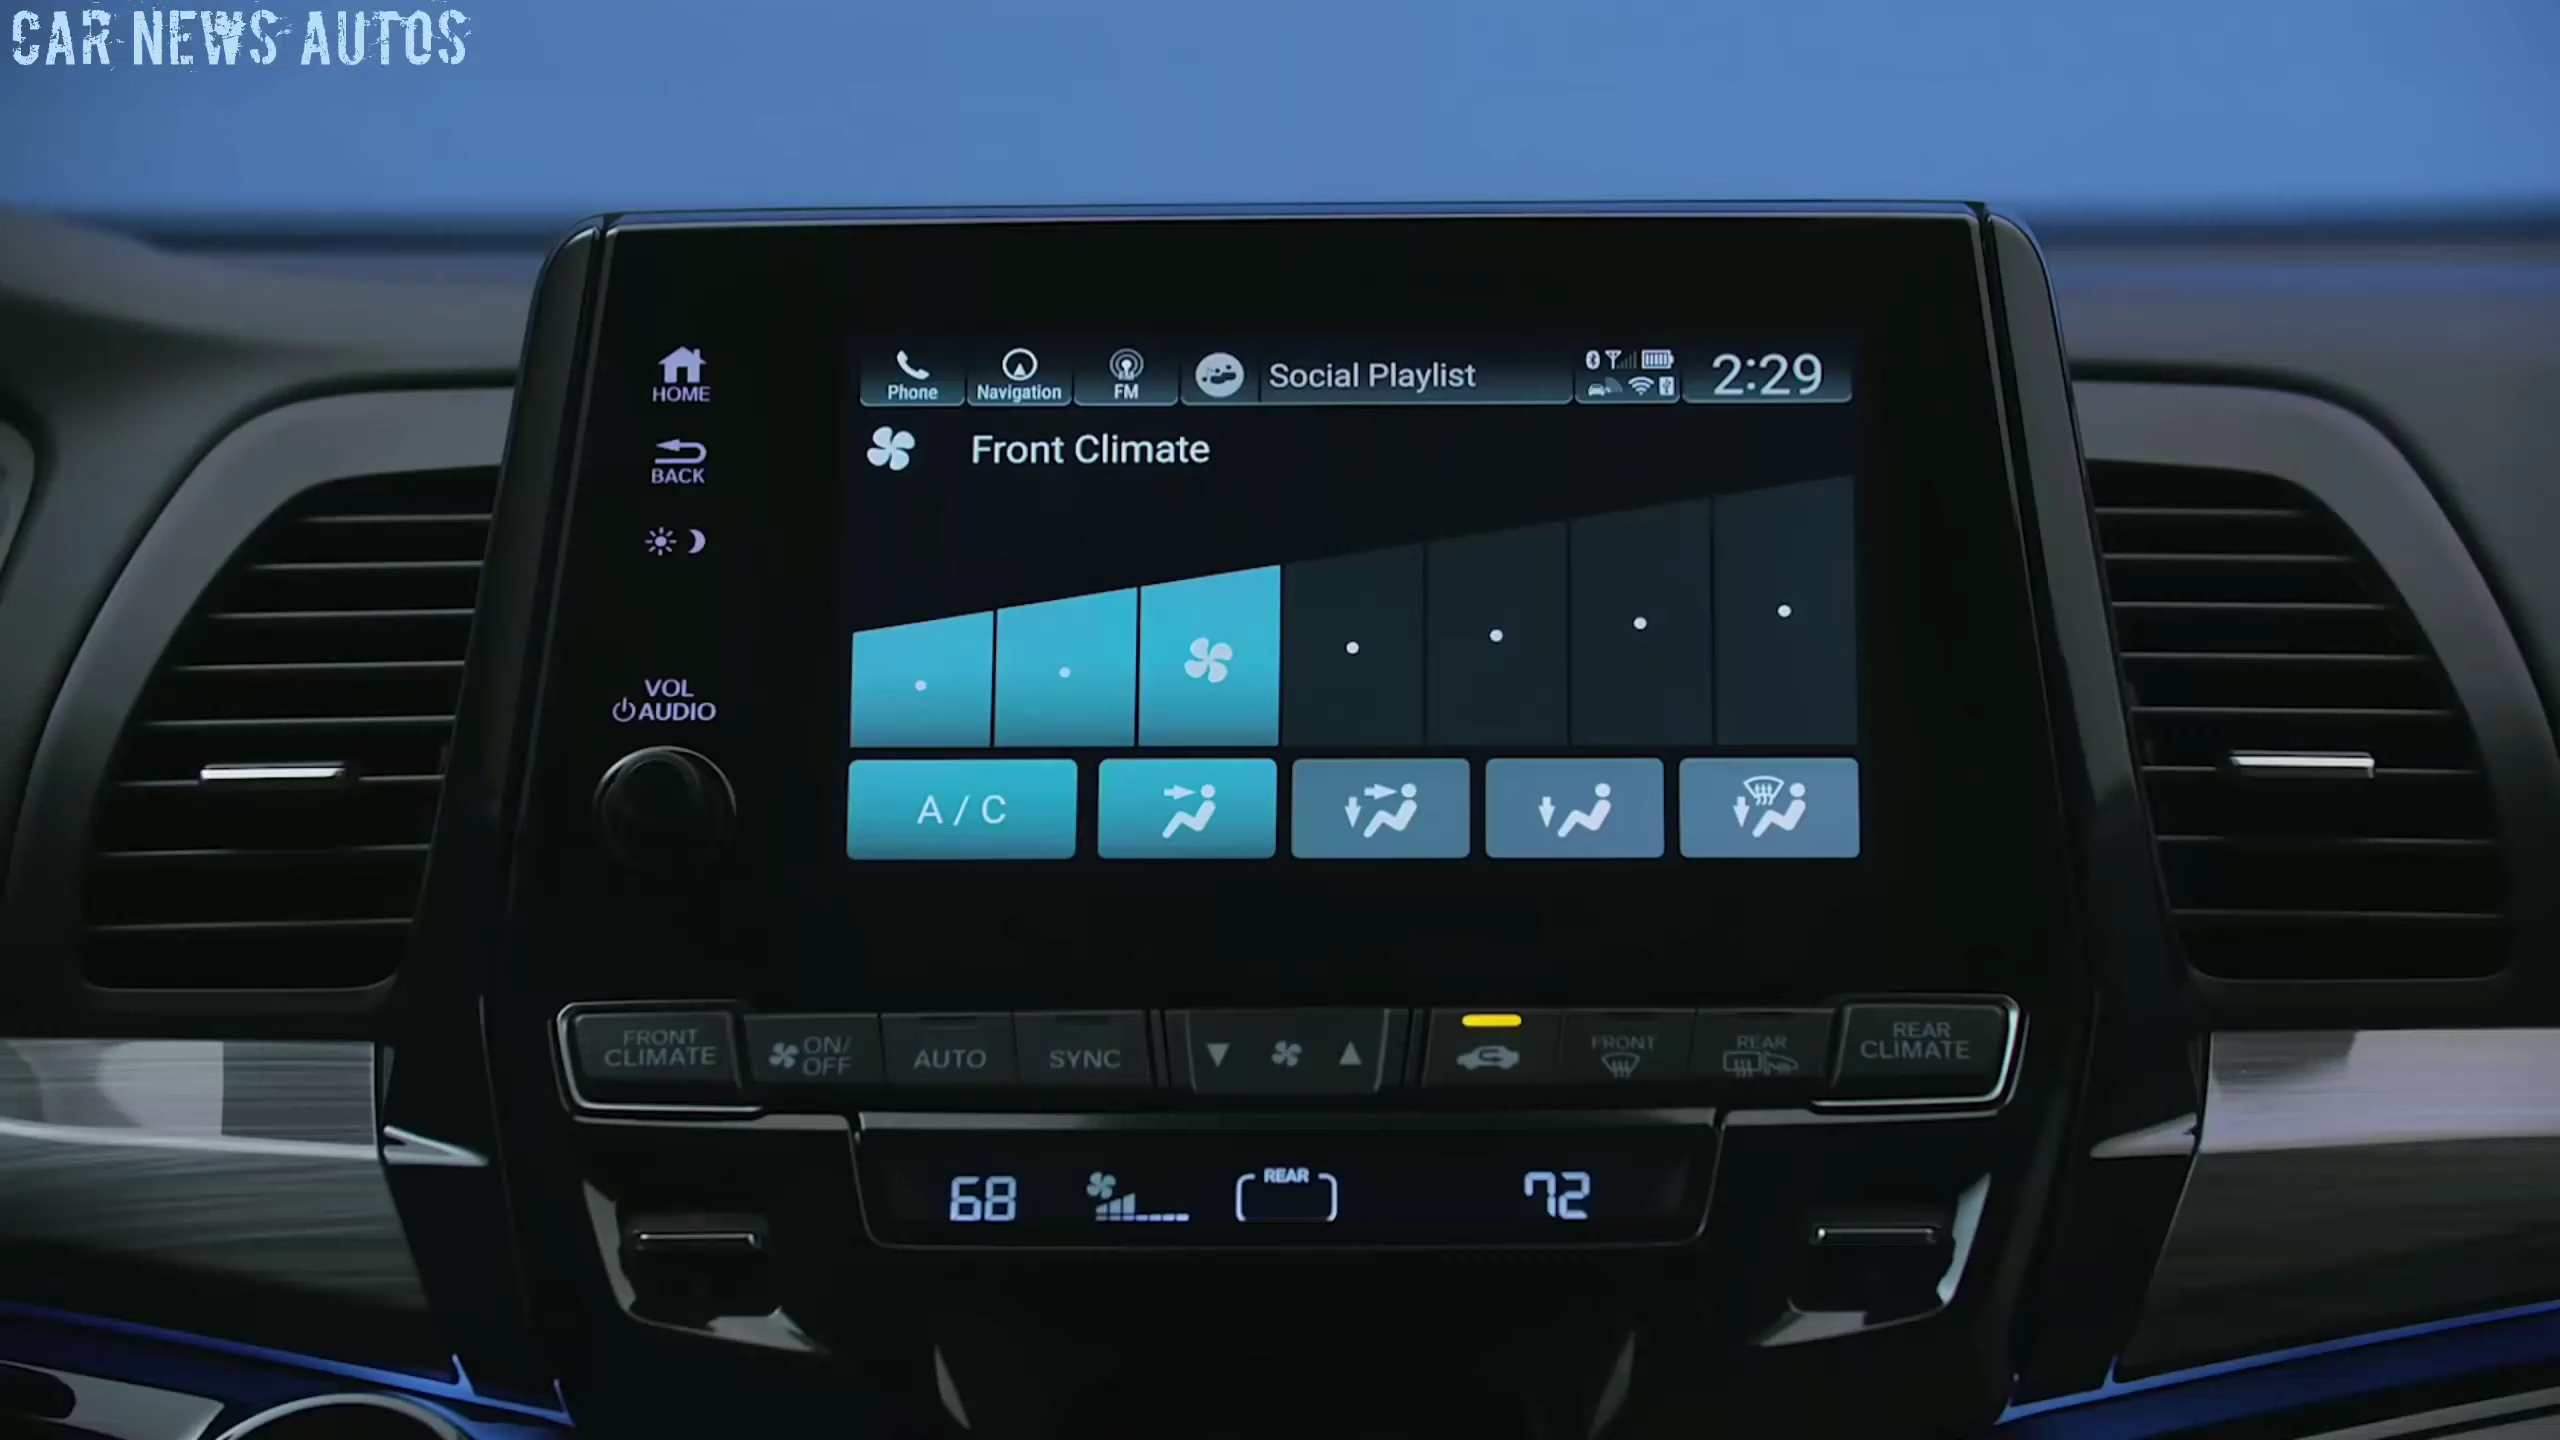 CAR NEWS AUTOS
HOME
BACK
VOL
AUDIO
Phone
Navigation
FM
Social Playlist
2:29
Front Climate
A / C
FRONT
CLIMATE
ON/
OFF
AUTO
SYNC
FRONT
REAR
REAR
CLIMATE
68
REAR
72